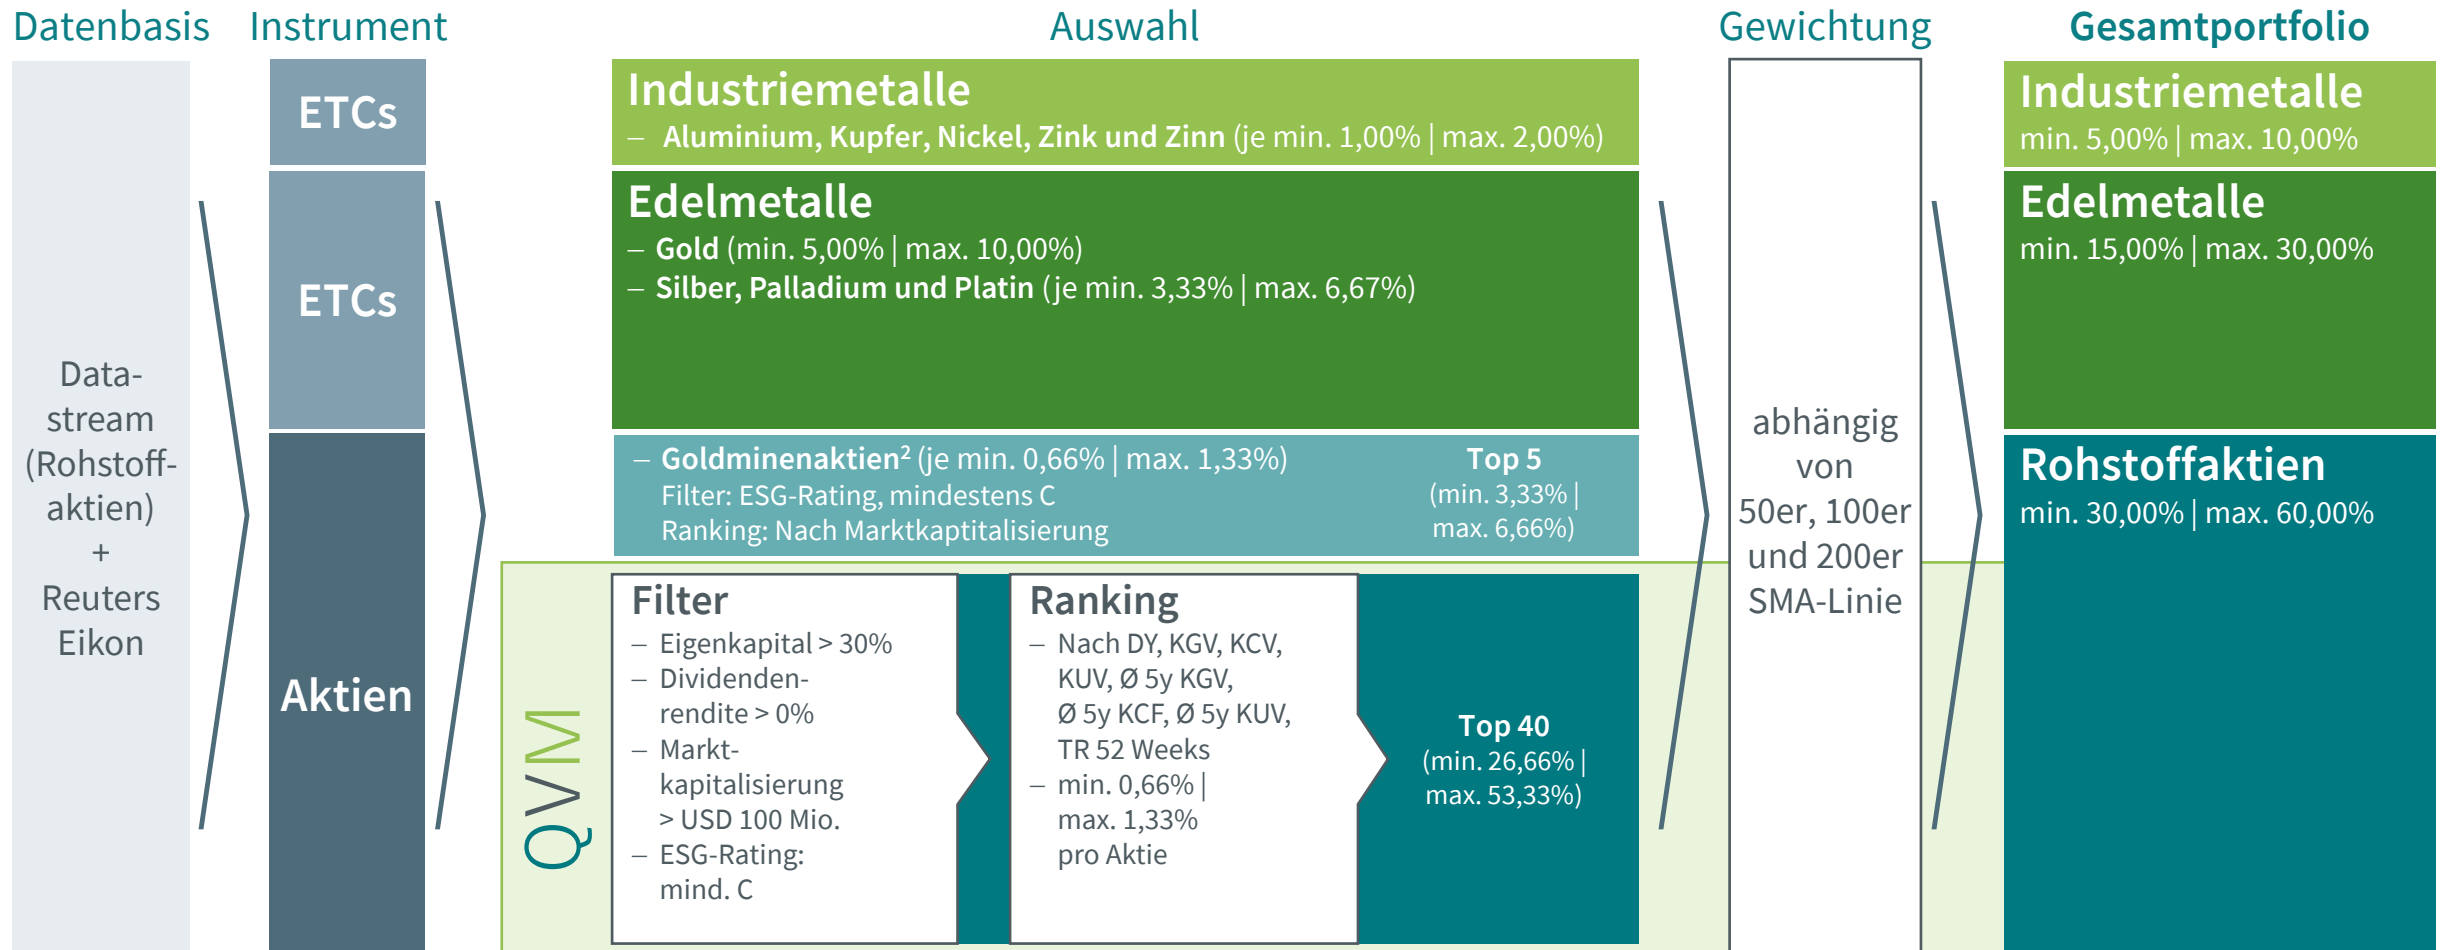 Datenbasis
Instrument
Auswahl
Gewichtung
Gesamtportfolio
Data-
stream
(Rohstoff-
aktien)
+
Reuters
Eikon
ETCs
ETCs
Aktien
Industriemetalle
– Aluminium, Kupfer, Nickel, Zink und Zinn (je min. 1,00% | max. 2,00%)
Edelmetalle
– Gold (min. 5,00% | max. 10,00%)
– Silber, Palladium und Platin (je min. 3,33% | max. 6,67%)
– Goldminenaktien² (je min. 0,66% | max. 1,33%)
Filter: ESG-Rating, mindestens C
Ranking: Nach Marktkaptitalisierung
Top 5
(min. 3,33% |
max. 6,66%)
QVM
Filter
– Eigenkapital > 30%
– Dividenden-
rendite > 0%
– Markt-
kapitalisierung
> USD 100 Mio.
– ESG-Rating:
mind. C
Ranking
– Nach DY, KGV, KCV,
KUV, Ø 5y KGV,
Ø 5y KCF, Ø 5y KUV,
TR 52 Weeks
– min. 0,66% |
max. 1,33%
pro Aktie
Top 40
(min. 26,66% |
max. 53,33%)
abhängig
von
50er, 100er
und 200er
SMA-Linie
Industriemetalle
min. 5,00% | max. 10,00%
Edelmetalle
min. 15,00% | max. 30,00%
Rohstoffaktien
min. 30,00% | max. 60,00%